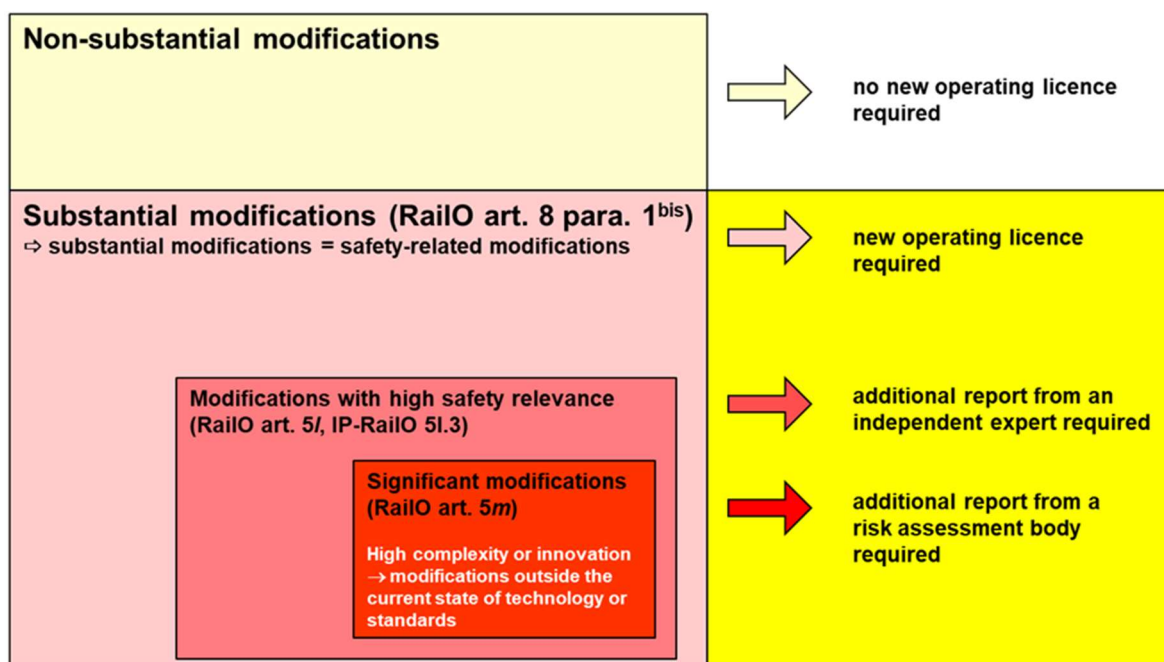 Non-substantial modifications
no new operating licence
required
Substantial modifications (RailO art. 8 para. 1bis)
⇨ substantial modifications = safety-related modifications
new operating licence
required
Modifications with high safety relevance
(RailO art. 5l, IP-RailO 5l.3)
additional report from an
independent expert required
Significant modifications
(RailO art. 5m)
High complexity or innovation
→ modifications outside the
current state of technology or
standards
additional report from a
risk assessment body
required